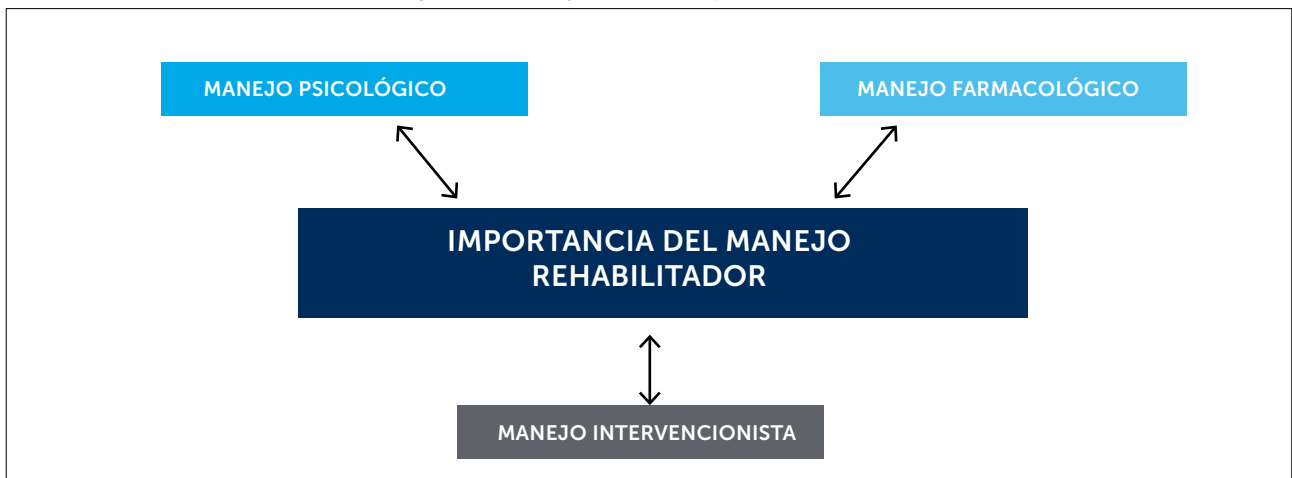 MANEJO PSICOLÓGICO
MANEJO FARMACOLÓGICO
IMPORTANCIA DEL MANEJO
REHABILITADOR
MANEJO INTERVENCIONISTA